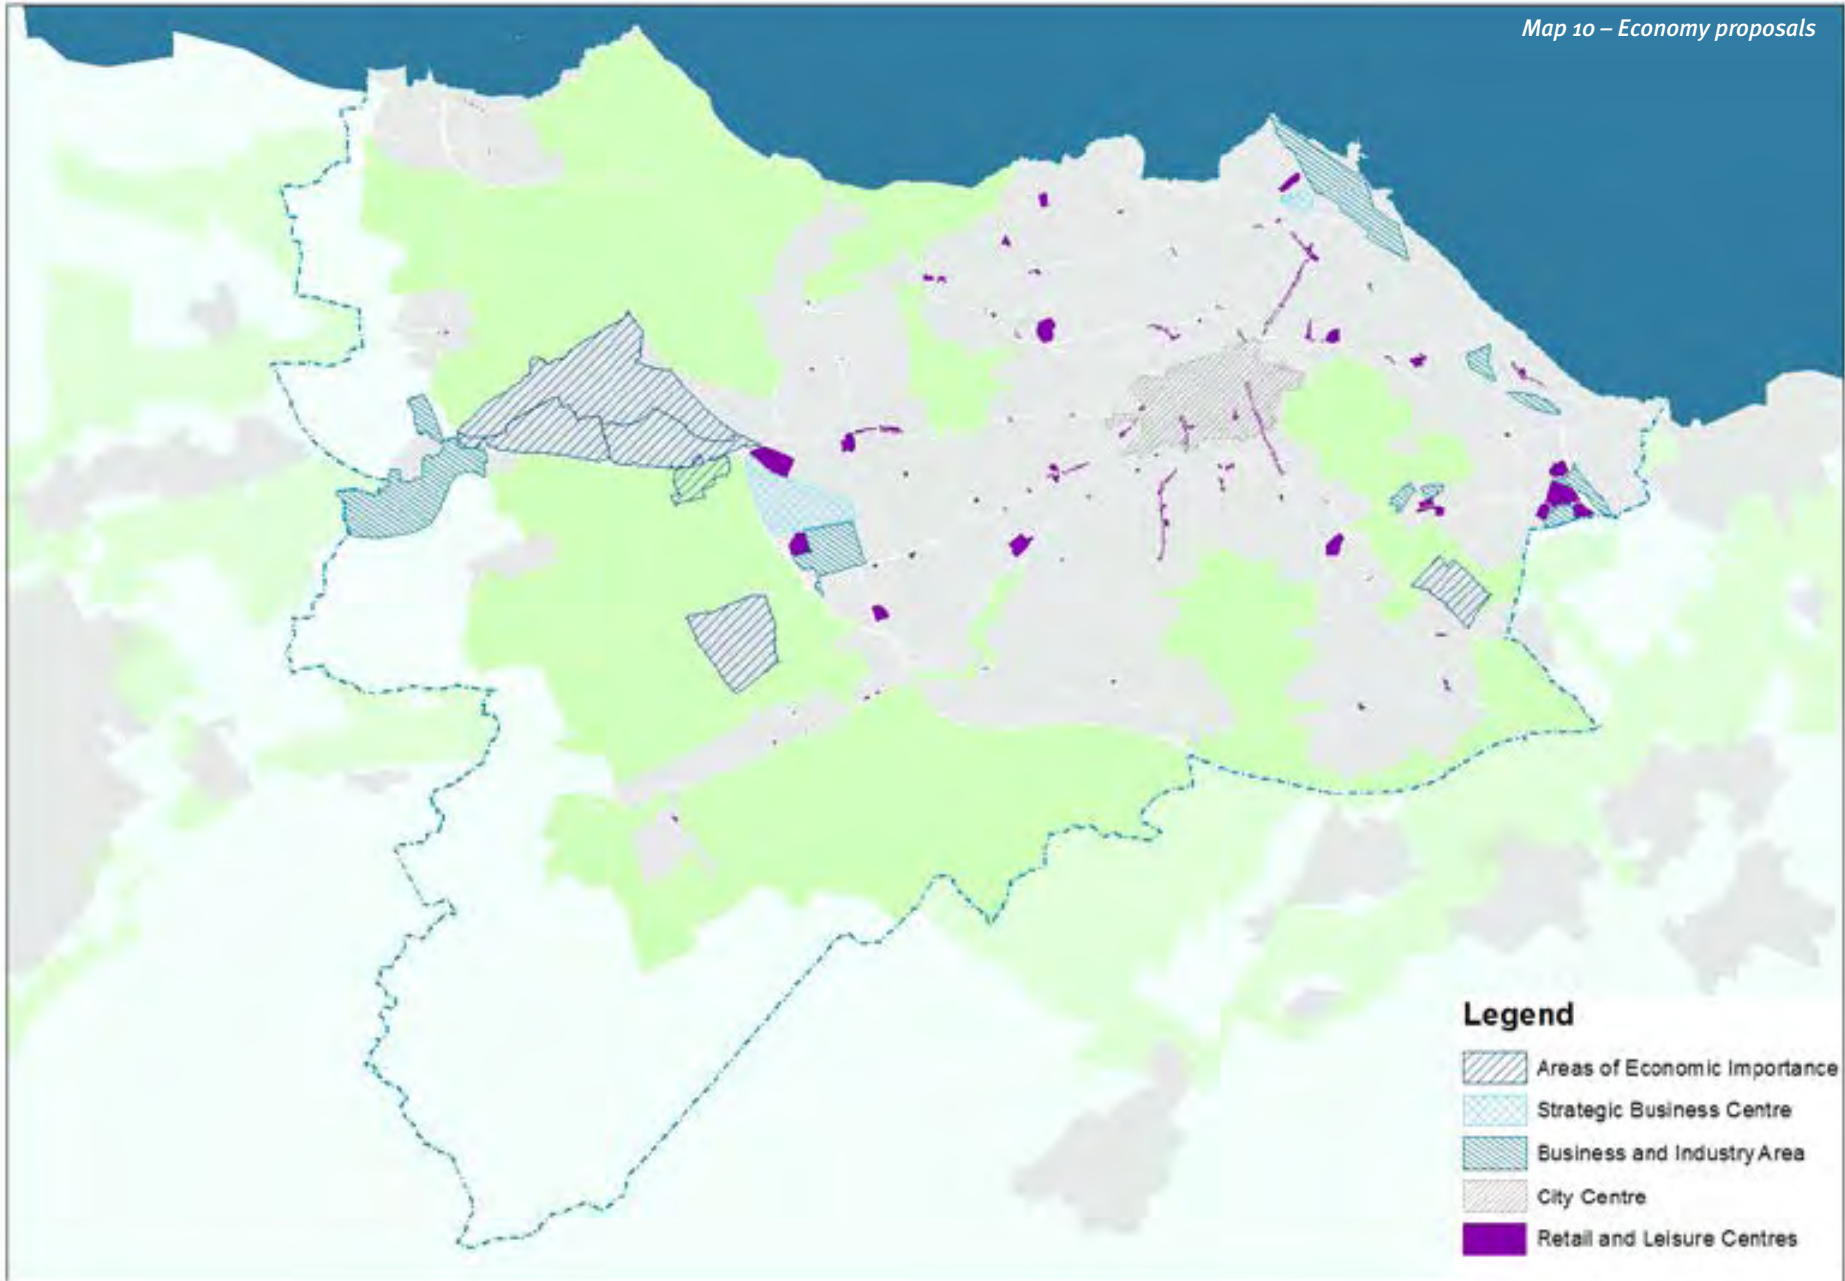 Map 10 – Economy proposals
Legend
Areas of Economic Importance
Strategic Business Centre
Business and Industry Area
City Centre
Retail and Leisure Centres